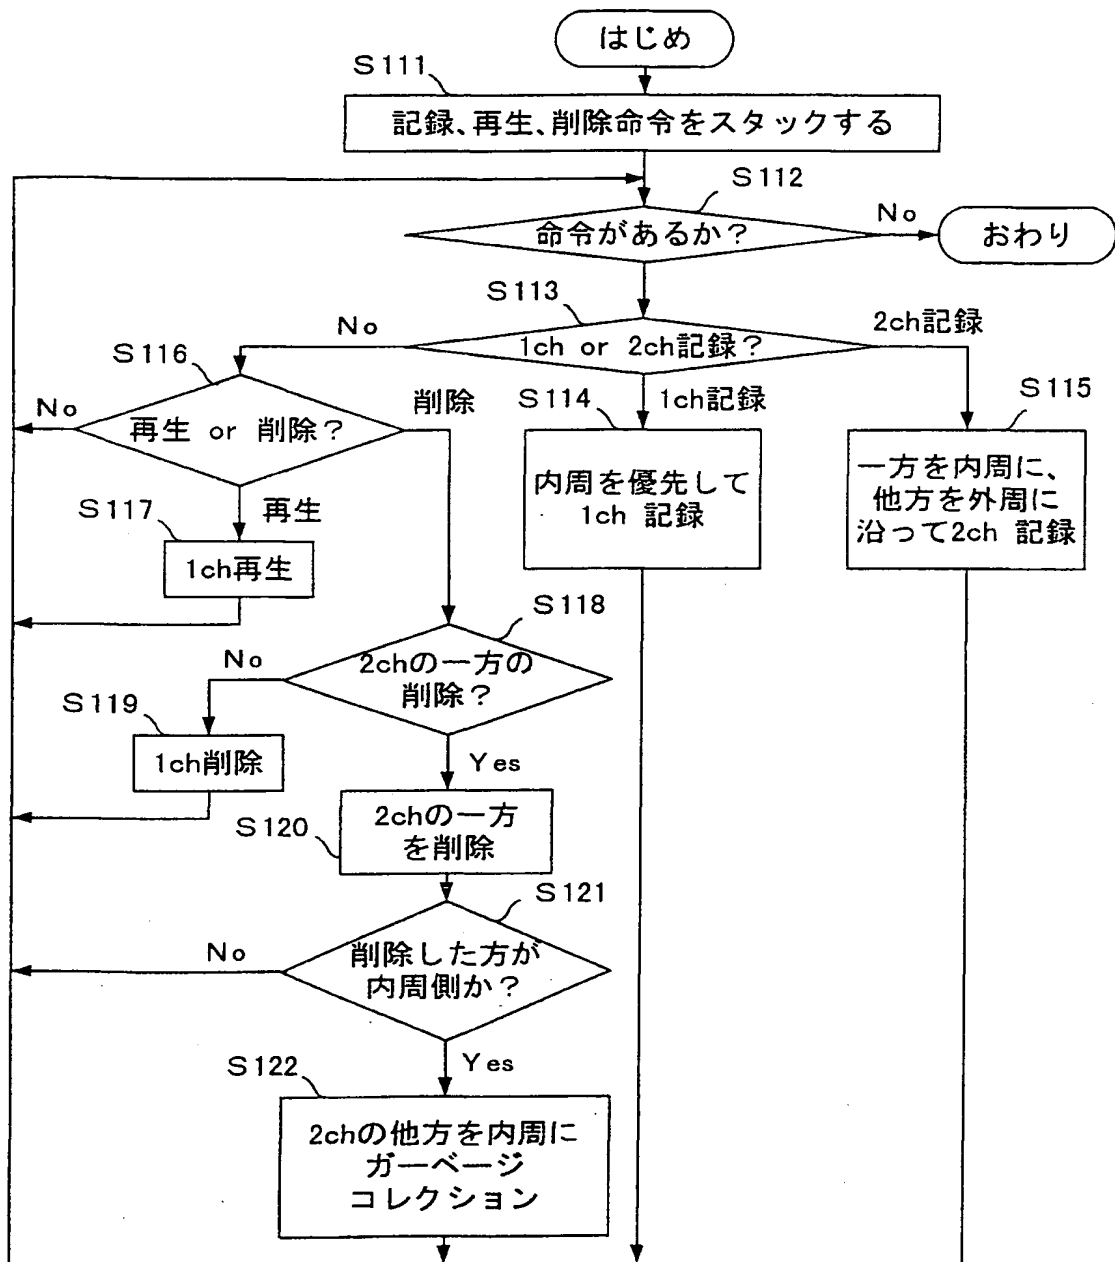 はじめ
S111
記録、再生、削除命令をスタックする
S112
命令があるか？
No
おわり
S113
No
1ch or 2ch記録？
2ch記録
S116
No
再生 or 削除？
削除
S114
1ch記録
S115
内周を優先して
1ch 記録
一方を内周に、
他方を外周に
沿って2ch 記録
S117
再生
1ch再生
S118
No
2chの一方の
削除？
S119
1ch削除
Yes
S120
2chの一方
を削除
S121
No
削除した方が
内周側か？
Yes
S122
2chの他方を内周に
ガーベージ
コレクション